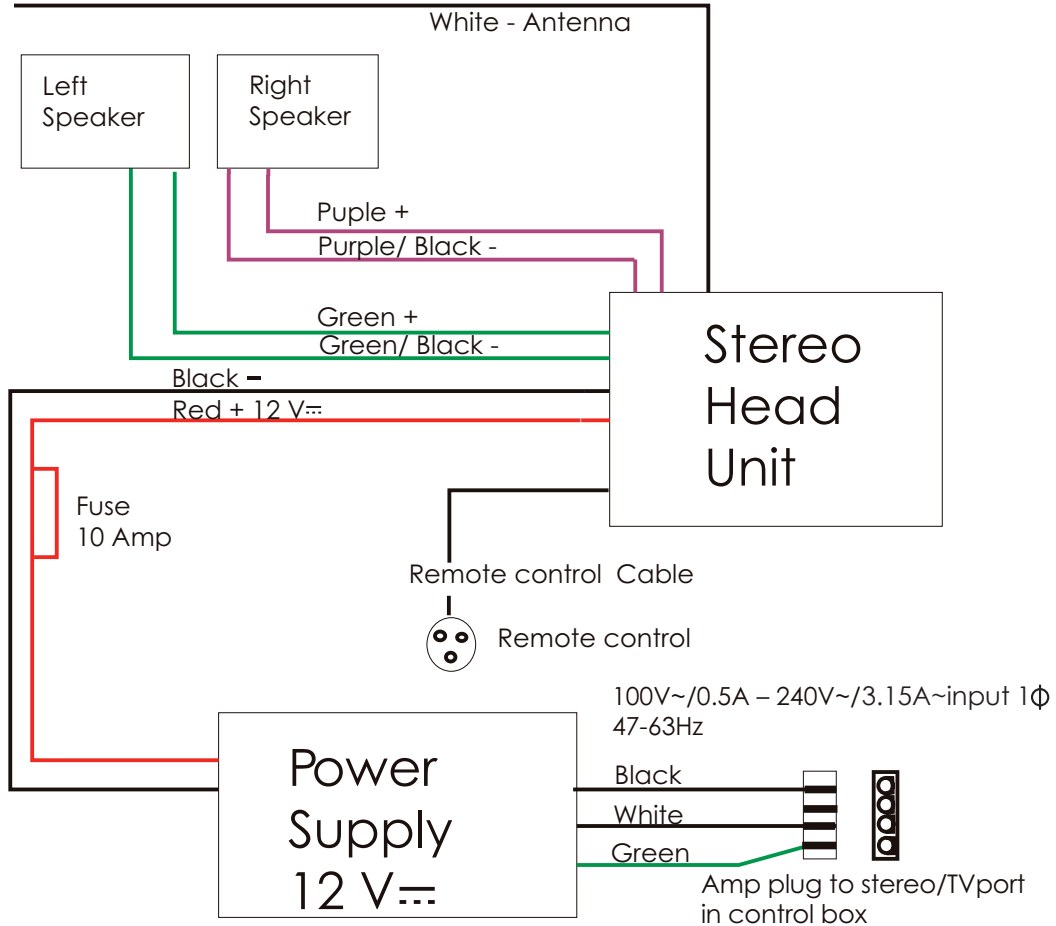 White - Antenna
Left
Speaker
Right
Speaker
Puple +
Purple/ Black -
Green +
Green/ Black -
Black –
Red + 12 V⎓
Stereo
Head
Unit
Fuse
10 Amp
Remote control Cable
Remote control
100V~/0.5A – 240V~/3.15A~input 1ϕ
47-63Hz
Power
Supply
12 V⎓
Black
White
Green
Amp plug to stereo/TVport
in control box